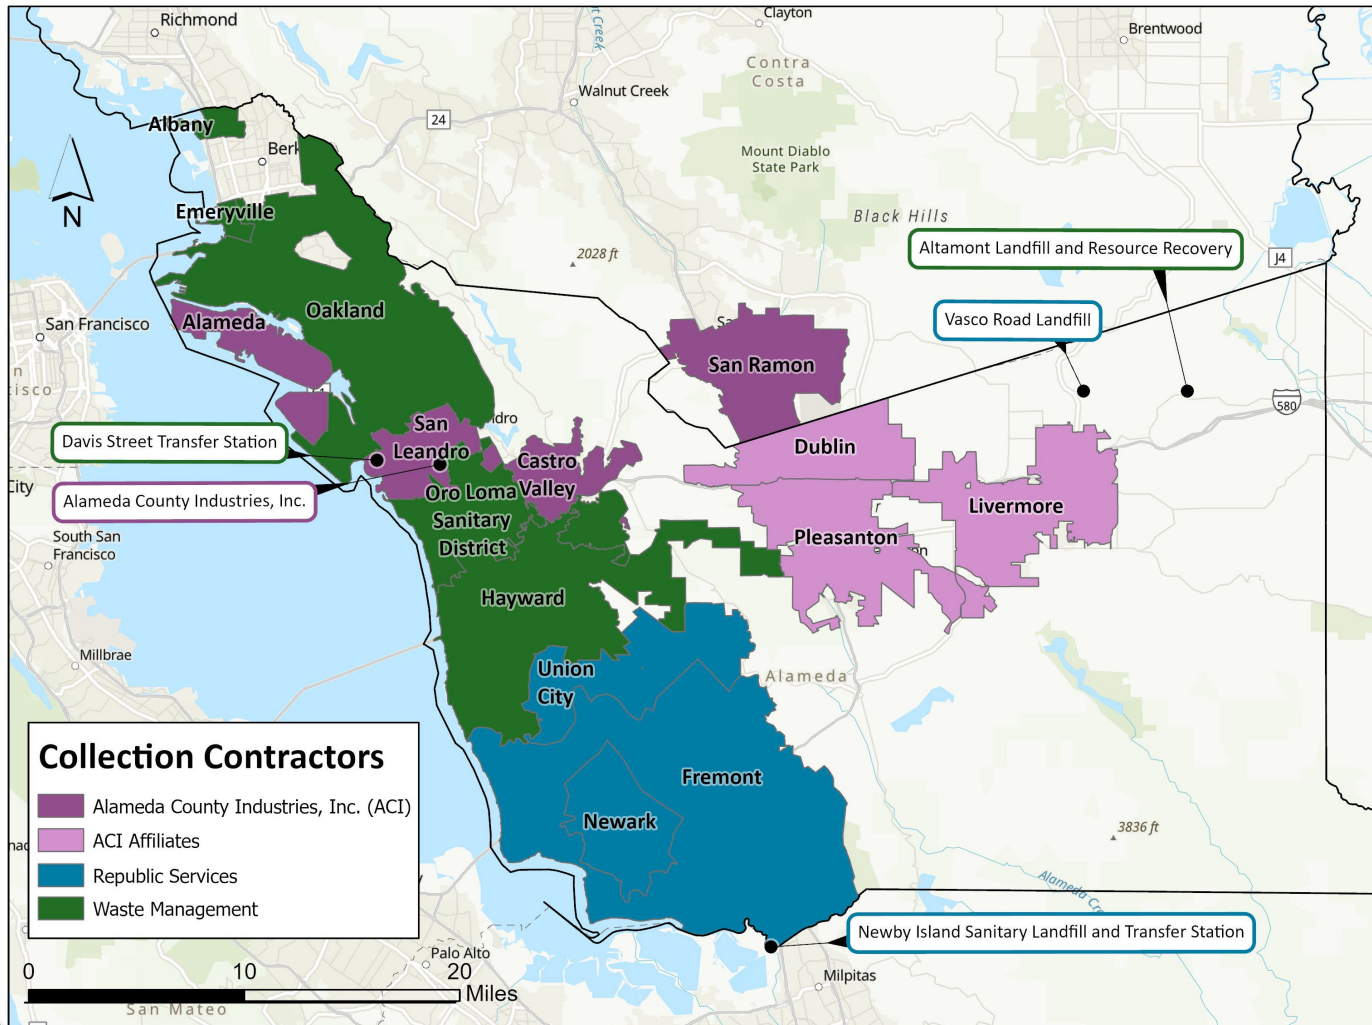 Richmond
Clayton
Brentwood
Contra
Costa
Walnut Creek
24
Albany
Mount Diablo
State Park
N
Emeryville
Black Hills
2028 ft
Altamont Landfill and Resource Recovery
J4
Oakland
Alameda
San Francisco
Vasco Road Landfill
San Ramon
580
San
Leandro
Davis Street Transfer Station
Dublin
Castro
Valley
City
Alameda County Industries, Inc.
Oro Loma
Sanitary
District
Livermore
Pleasanton
South San
Francisco
Hayward
Millbrae
Union
City
Alameda
Fremont
Newark
3836 ft
Collection Contractors
Alameda County Industries, Inc. (ACI)
ACI Affiliates
Republic Services
Waste Management
Newby Island Sanitary Landfill and Transfer Station
Palo Alto
Milpitas
0 10 20
Miles
San Mateo